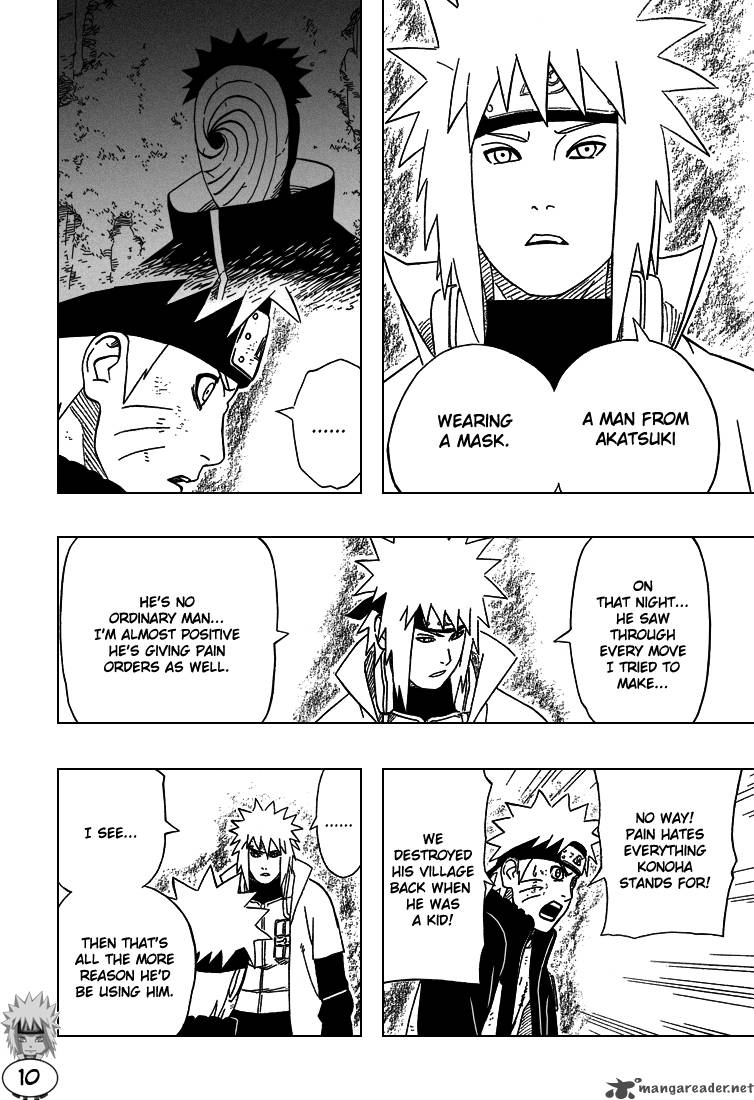 A MAN FROM
AKATSUKI
WEARING
A MASK.
......
ON
THAT NIGHT...
HE SAW
THROUGH
EVERY MOVE
I TRIED TO
MAKE...
HE'S NO
ORDINARY MAN...
I'M ALMOST POSITIVE
HE'S GIVING PAIN
ORDERS AS WELL.
NO WAY!
PAIN HATES
EVERYTHING
KONOHA
STANDS FOR!
WE
DESTROYED
HIS VILLAGE
BACK WHEN
HE WAS
A KID!
......
I SEE...
THEN THAT'S
ALL THE MORE
REASON HE'D
BE USING HIM.
10
mangareader.net